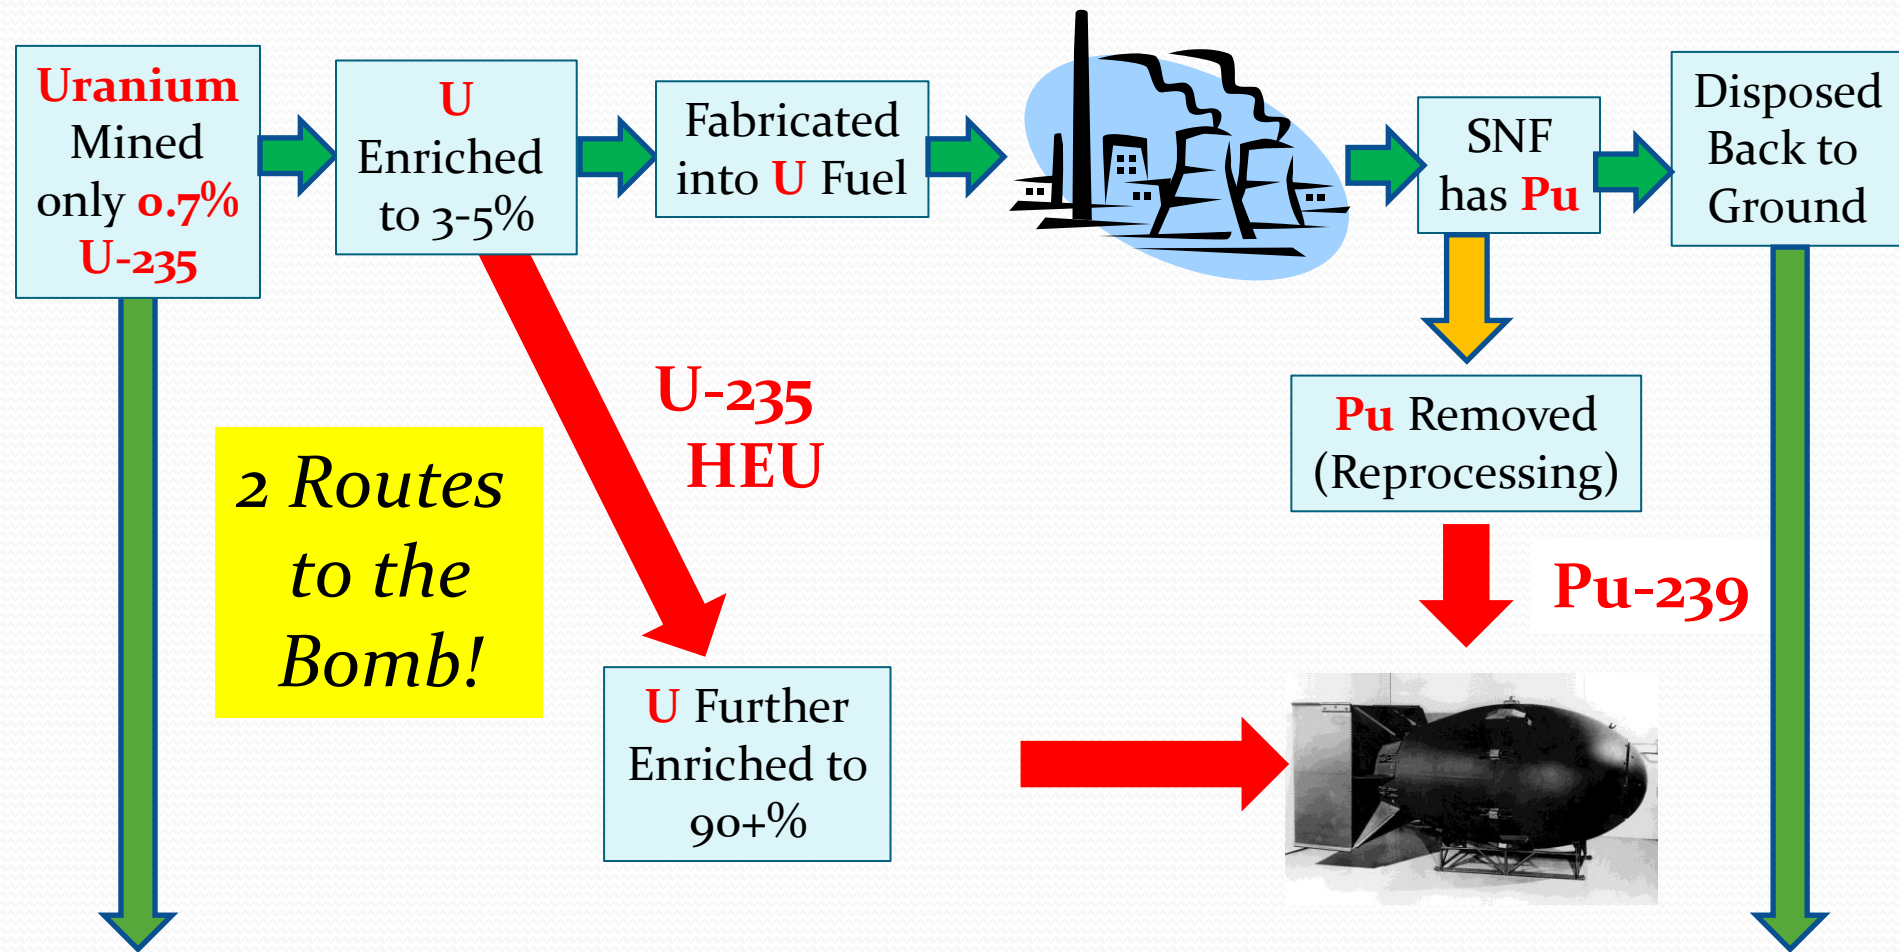 Uranium
Mined
only 0.7%
U-235
U
Enriched
to 3-5%
Fabricated
into U Fuel
SNF
has Pu
Disposed
Back to
Ground
U-235
HEU
2 Routes
to the
Bomb!
Pu Removed
(Reprocessing)
Pu-239
U Further
Enriched to
90+%